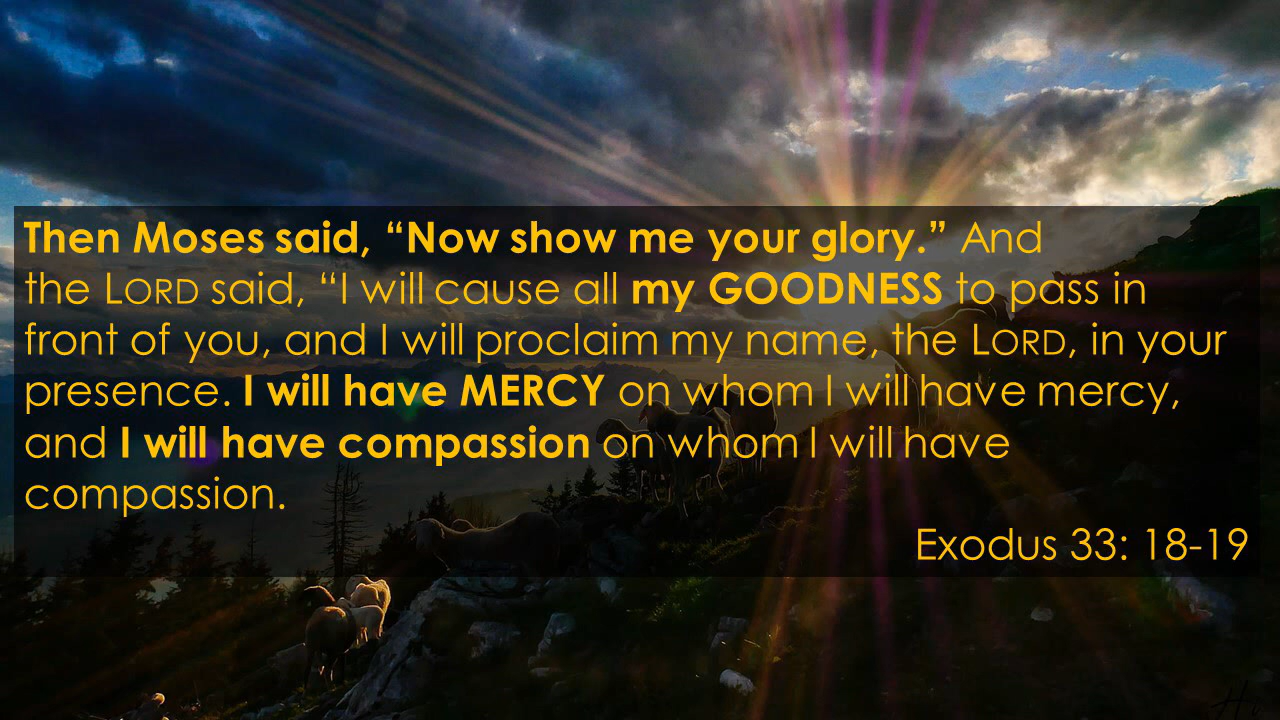 Then Moses said, “Now show me your glory.” And
the LORD said, “I will cause all my GOODNESS to pass in
front of you, and I will proclaim my name, the LORD, in your
presence. I will have MERCY on whom I will have mercy,
and I will have compassion on whom I will have
compassion.
Exodus 33: 18-19